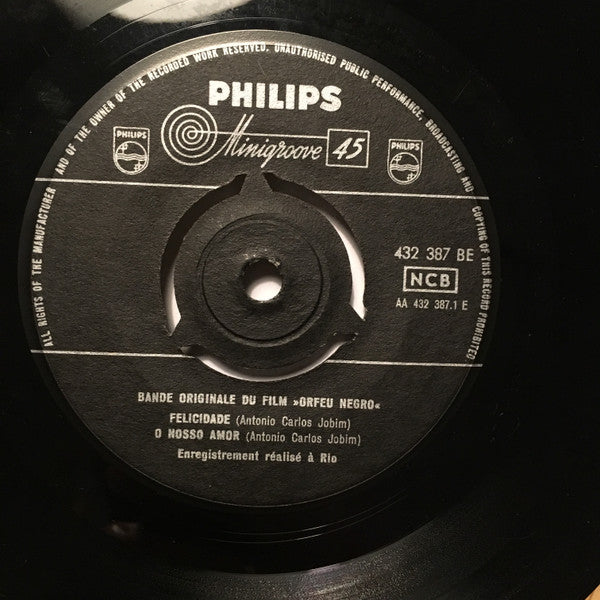 ALL RIGHTS OF THE MANUFACTURER AND OF THE OWNER OF THE RECORDED WORK RESERVED. UNAUTHORISED PUBLIC PERFORMANCE, BROADCASTING AND COPYING OF THIS RECORD PROHIBITED
PHILIPS
Minigroove 45
PHILIPS
PHILIPS
432 387 BE
NCB
AA 432 387.1 E
BANDE ORIGINALE DU FILM »ORFEU NEGRO«
FELICIDADE (Antonio Carlos Jobim)
O NOSSO AMOR (Antonio Carlos Jobim)
Enregistrement réalisé à Rio